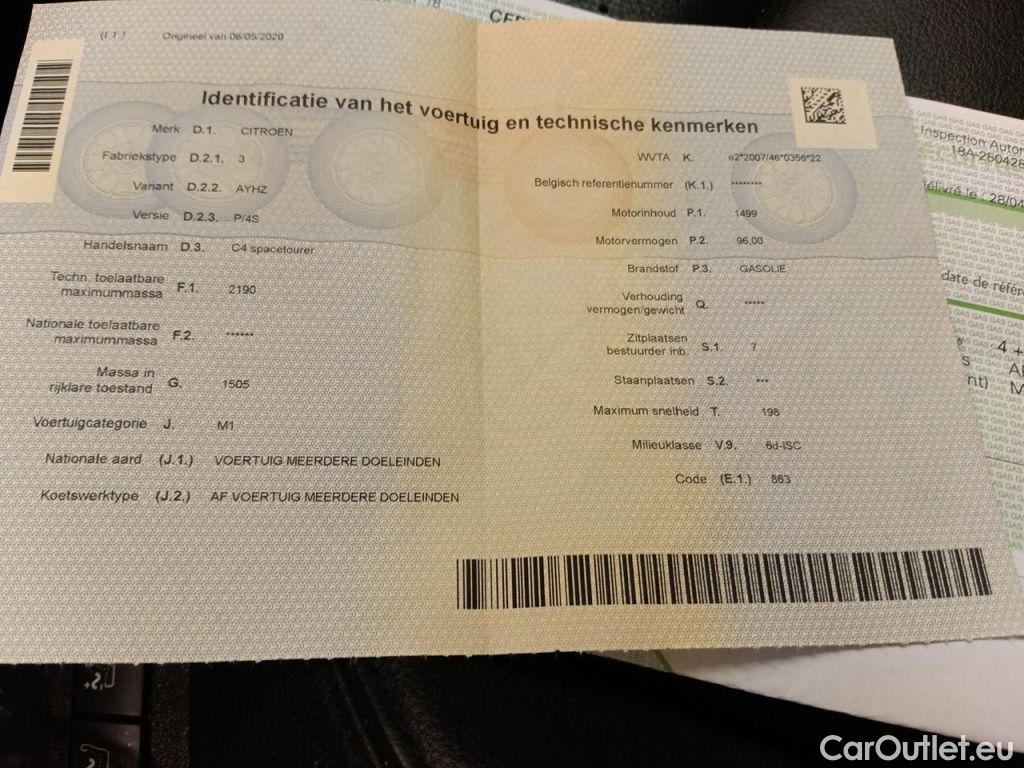 (I.1.) Origineel van 06/05/2020
Identificatie van het voertuig en technische kenmerken
Merk D.1. CITROEN
Fabriekstype D.2.1. 3
Variant D.2.2. AYHZ
Versie D.2.3. P/4S
Handelsnaam D.3. C4 spacetourer
Techn. toelaatbare
maximummassa F.1. 2190
Nationale toelaatbare
maximummassa F.2. ******
Massa in
rijklare toestand G. 1505
Voertuigcategorie J. M1
Nationale aard (J.1.) VOERTUIG MEERDERE DOELEINDEN
Koetswerktype (J.2.) AF VOERTUIG MEERDERE DOELEINDEN
WVTA K. e2*2007/46*0356*22
Belgisch referentienummer (K.1.) ********
Motorinhoud P.1. 1499
Motorvermogen P.2. 96,00
Brandstof P.3. GASOLIE
Verhouding
vermogen/gewicht Q. *****
Zitplaatsen
bestuurder inb. S.1. 7
Staanplaatsen S.2. ***
Maximum snelheid T. 198
Milieuklasse V.9. 6d-ISC
Code (E.1.) 863
Inspection Autom
18A-250428
délivré le : 28/04
date de référe
4 +
nt)
CarOutlet.eu